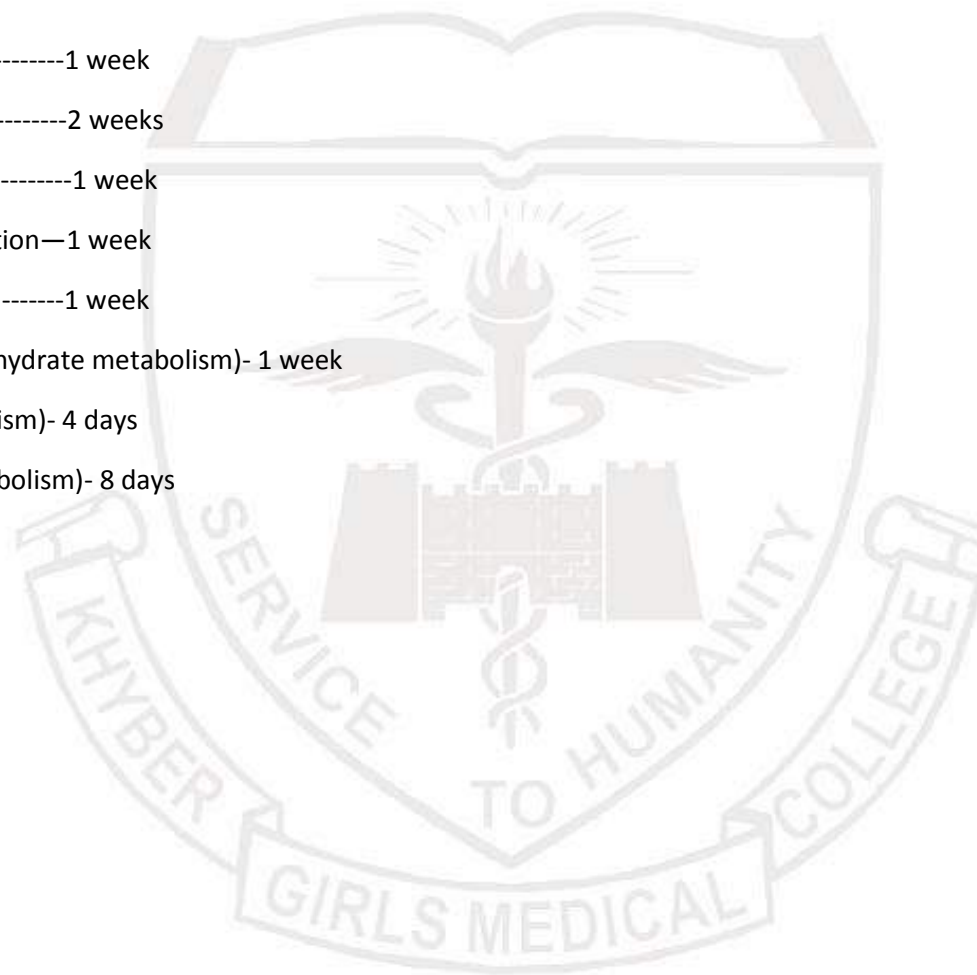 --------1 week
---------2 weeks
---------1 week
tion—1 week
-------1 week
hydrate metabolism)- 1 week
ism)- 4 days
bolism)- 8 days
SERVICE
TO
HUMANITY
KHYBER
GIRLS MEDICAL
COLLEGE